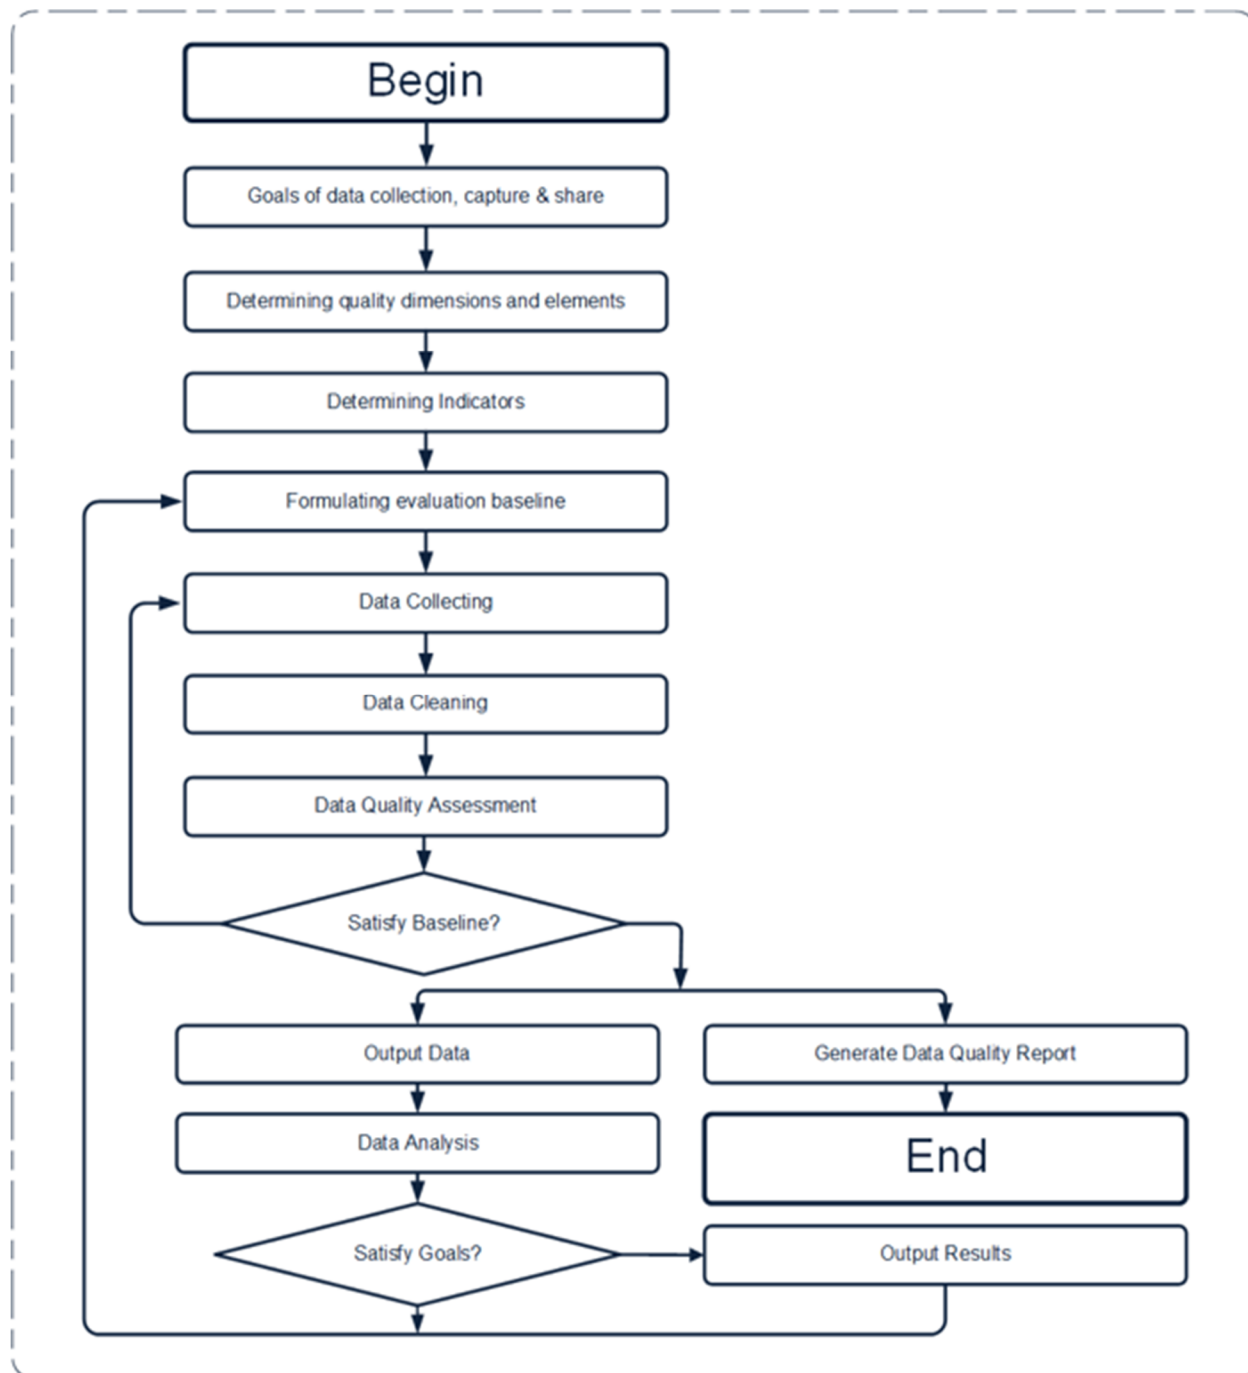 Begin
Goals of data collection, capture & share
Determining quality dimensions and elements
Determining Indicators
Formulating evaluation baseline
Data Collecting
Data Cleaning
Data Quality Assessment
Satisfy Baseline?
Output Data
Generate Data Quality Report
Data Analysis
End
Satisfy Goals?
Output Results